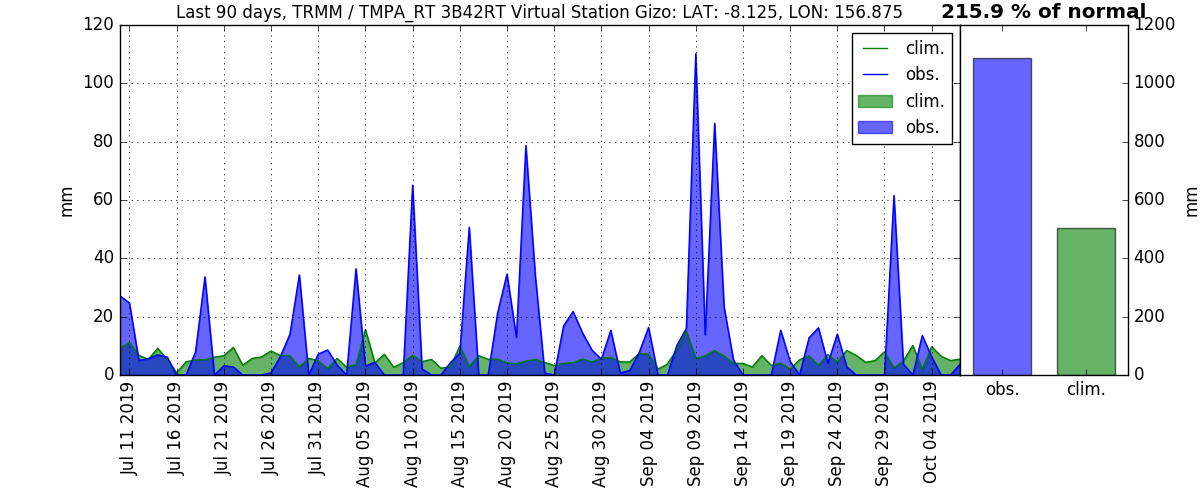 Last 90 days, TRMM / TMPA_RT 3B42RT Virtual Station Gizo: LAT: -8.125, LON: 156.875
215.9 % of normal
120
100
80
60
40
20
0
mm
clim.
obs.
clim.
obs.
1200
1000
800
600
400
200
0
mm
Jul 11 2019
Jul 16 2019
Jul 21 2019
Jul 26 2019
Jul 31 2019
Aug 05 2019
Aug 10 2019
Aug 15 2019
Aug 20 2019
Aug 25 2019
Aug 30 2019
Sep 04 2019
Sep 09 2019
Sep 14 2019
Sep 19 2019
Sep 24 2019
Sep 29 2019
Oct 04 2019
obs.
clim.